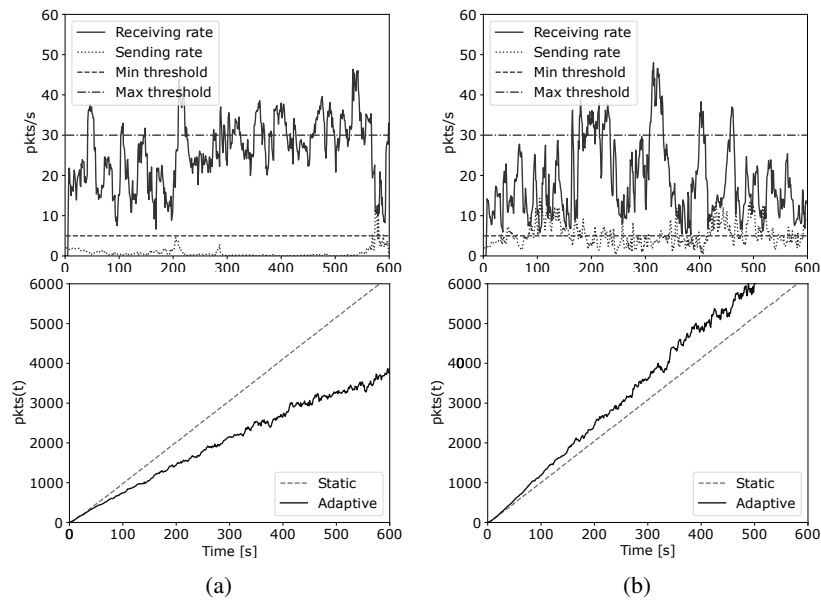 60
50
40
30
20
10
0
pkts/s
Receiving rate
Sending rate
Min threshold
Max threshold
0 100 200 300 400 500 600
60
50
40
30
20
10
0
pkts/s
Receiving rate
Sending rate
Min threshold
Max threshold
0 100 200 300 400 500 600
6000
5000
4000
3000
2000
1000
0
pkts(t)
Static
Adaptive
0 100 200 300 400 500 600
Time [s]
6000
5000
4000
3000
2000
1000
0
pkts(t)
Static
Adaptive
0 100 200 300 400 500 600
Time [s]
(a)
(b)